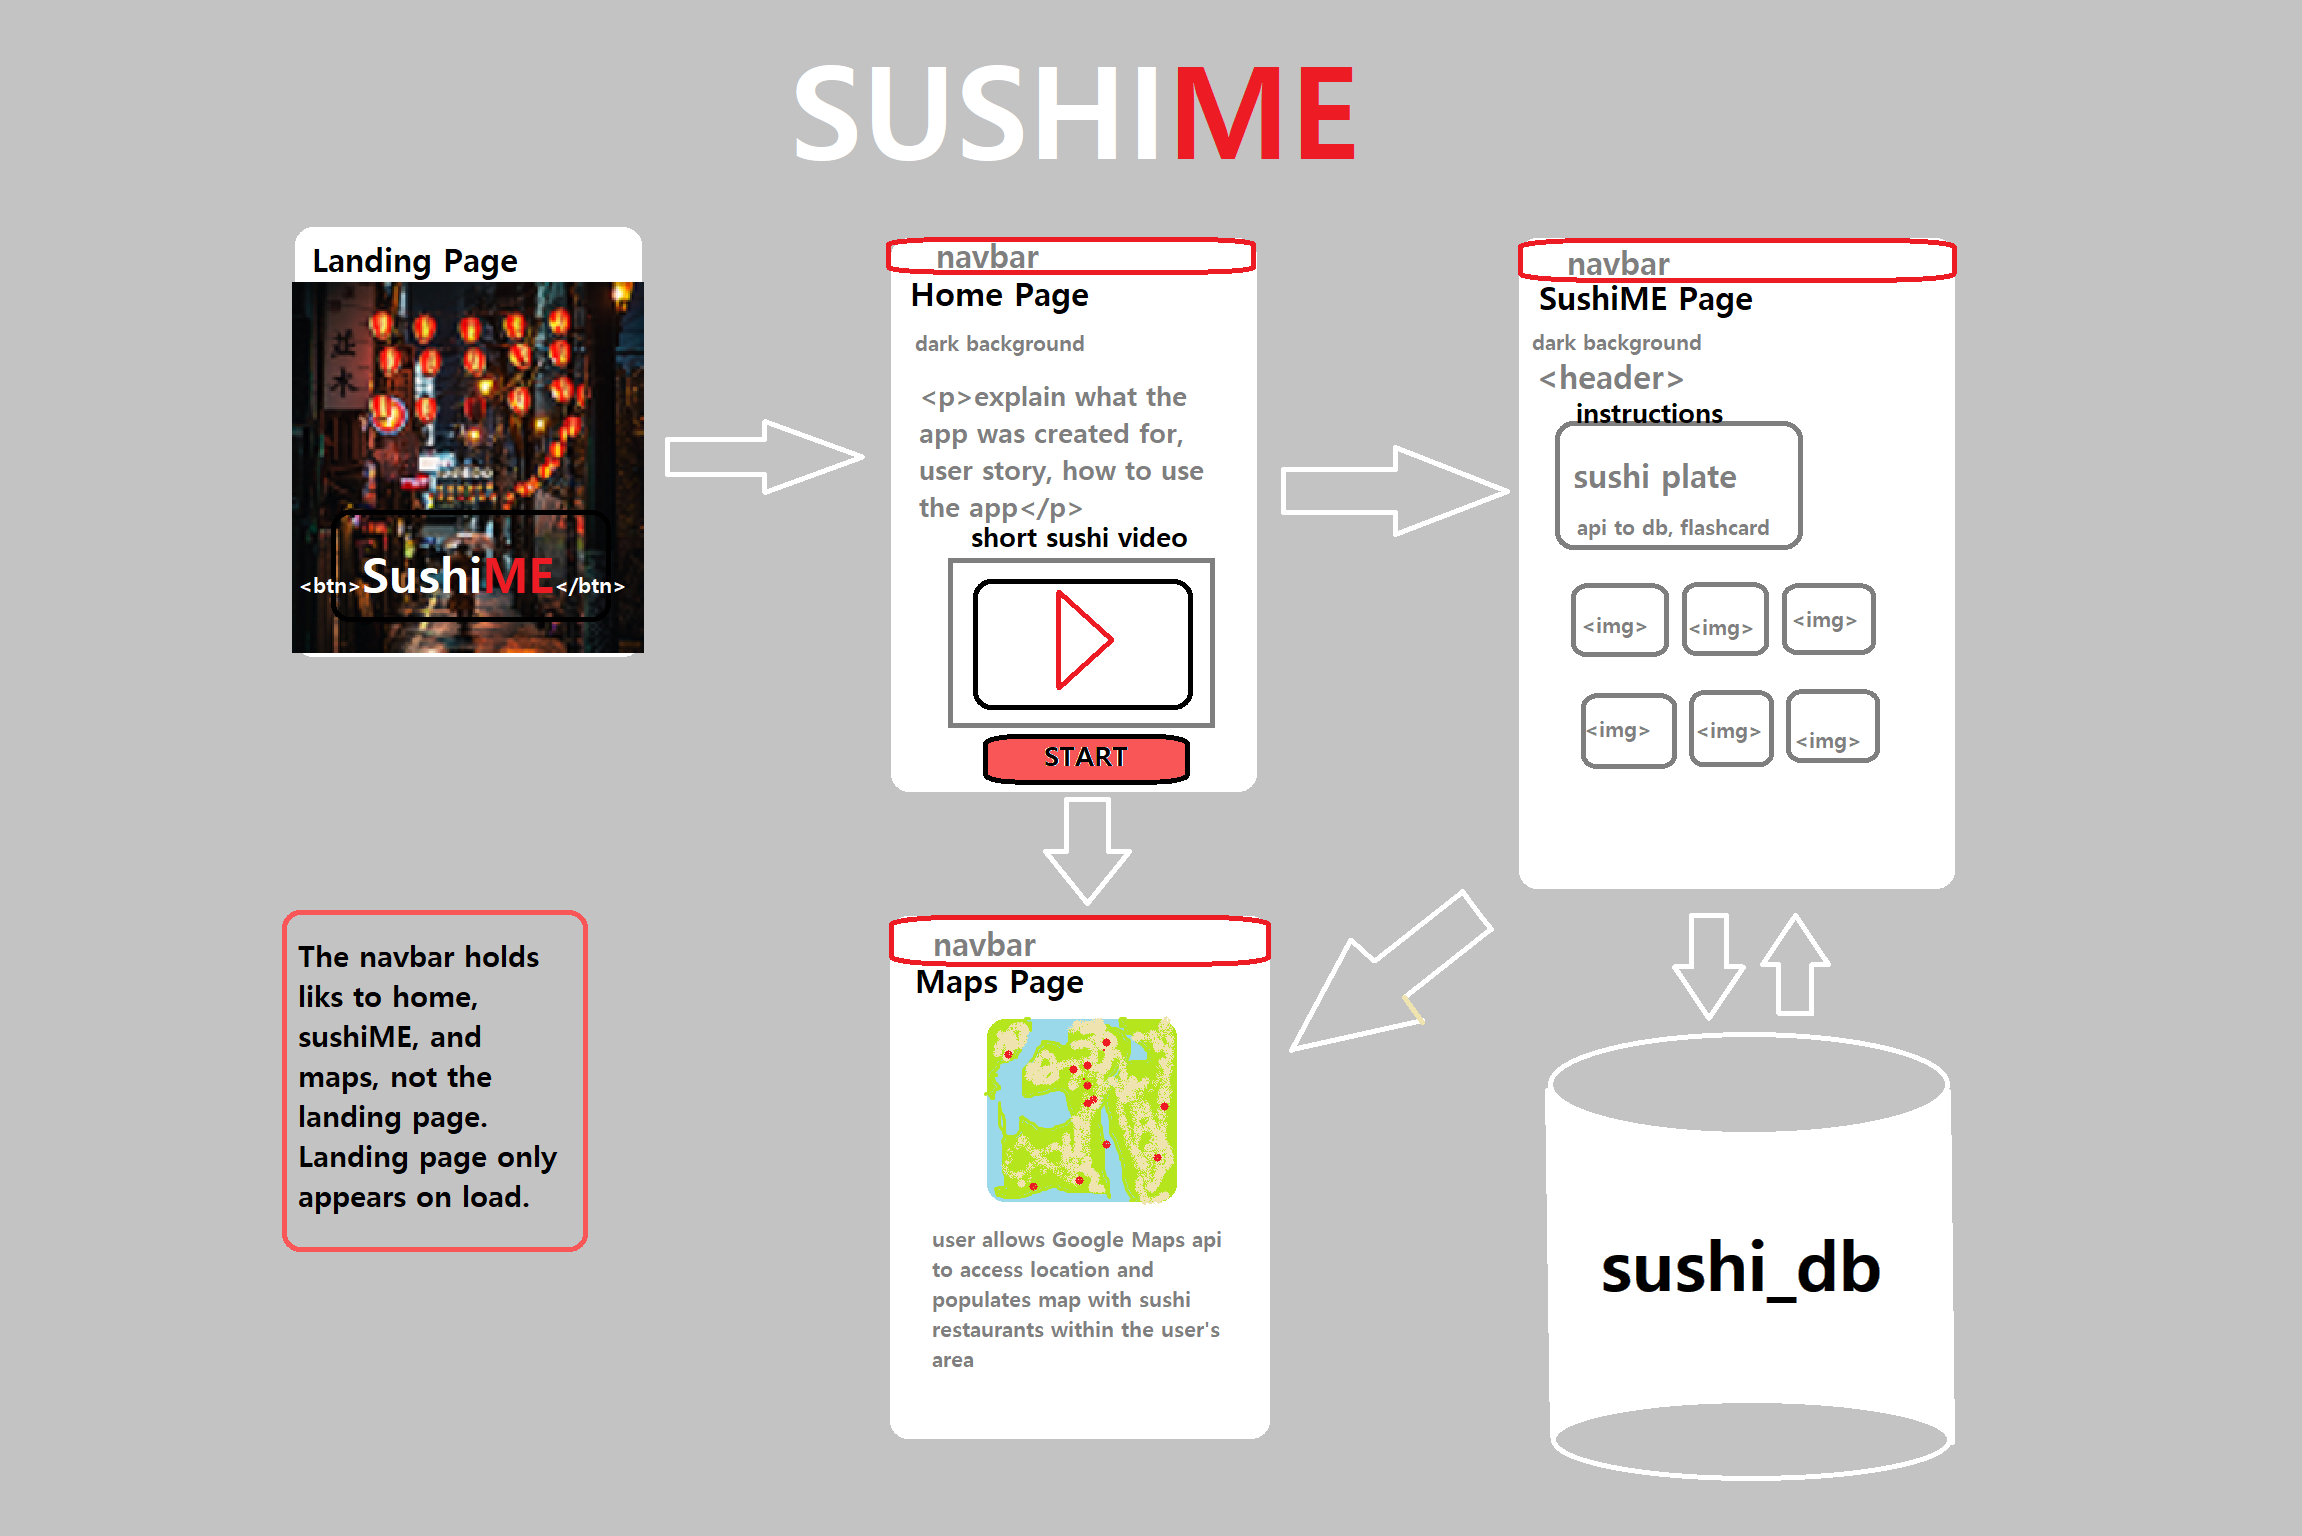 SUSHIME
Landing Page
荘
木
<btn>SushiME</btn>
navbar
Home Page
dark background
<p>explain what the
app was created for,
user story, how to use
the app</p>
short sushi video
START
navbar
SushiME Page
dark background
<header>
instructions
sushi plate
api to db, flashcard
<img> <img> <img>
<img> <img> <img>
The navbar holds
liks to home,
sushiME, and
maps, not the
landing page.
Landing page only
appears on load.
navbar
Maps Page
user allows Google Maps api
to access location and
populates map with sushi
restaurants within the user's
area
sushi_db